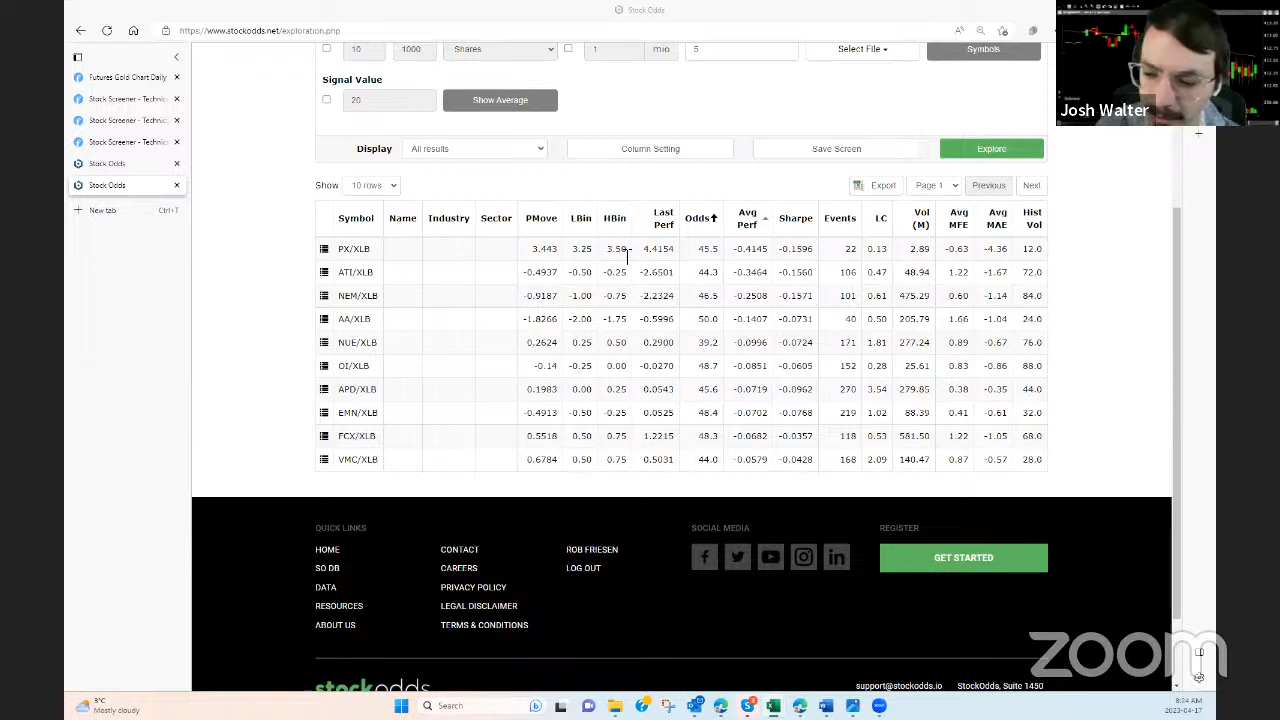 Stock Odds
https://www.stockodds.net/exploration.php
Futures Gold Chart Daily
Stock Screener - Technic
Stock Screener - Technic
Stock Screener - Technic
Stock Odds
Stock Odds
New tab Ctrl+T
10 1000 Shares 1 mio 5 Select File Symbols
Signal Value
20 Show Average
Display All results Column Setting Save Screen Explore
Show 10 rows Export Page 1 Previous Next
Symbol Name Industry Sector PMove LBin HBin Last Perf Odds Avg Perf Sharpe Events LC Vol (M) Avg MFE Avg MAE Hist Vol
PX/XLB 3.443 3.25 3.50 4.4154 45.5 -0.4145 -0.1596 22 0.13 2.89 -0.63 -4.36 12.0
ATI/XLB -0.4937 -0.50 -0.25 -2.6501 44.3 -0.3464 -0.1560 106 0.47 48.94 1.22 -1.67 72.0
NEM/XLB -0.9187 -1.00 -0.75 -2.2324 46.5 -0.2508 -0.1571 101 0.61 475.29 0.60 -1.14 84.0
AA/XLB -1.8266 -2.00 -1.75 -0.5996 50.0 -0.1407 -0.0731 40 0.50 205.79 1.66 -1.04 24.0
NUE/XLB 0.2624 0.25 0.50 0.2900 39.2 -0.0996 -0.0724 171 1.81 277.24 0.89 -0.67 76.0
OI/XLB -0.14 -0.25 0.00 -0.0270 48.7 -0.0851 -0.0605 152 0.28 25.61 0.83 -0.86 88.0
APD/XLB 0.1983 0.00 0.25 0.0543 45.6 -0.0719 -0.0962 270 3.54 279.85 0.38 -0.35 44.0
EMN/XLB -0.4913 -0.50 -0.25 0.0525 48.4 -0.0702 -0.0768 219 1.02 88.39 0.41 -0.61 32.0
FCX/XLB 0.5518 0.50 0.75 1.2215 48.3 -0.0682 -0.0357 118 0.53 581.50 1.22 -1.05 68.0
VMC/XLB 0.6784 0.50 0.75 0.5031 44.0 -0.0579 -0.0428 168 2.09 140.47 0.87 -0.57 28.0
QUICK LINKS SOCIAL MEDIA REGISTER
HOME CONTACT ROB FRIESEN GET STARTED
SO DB CAREERS LOG OUT
DATA PRIVACY POLICY
RESOURCES LEGAL DISCLAIMER
ABOUT US TERMS & CONDITIONS
stockodds support@stockodds.io StockOdds, Suite 1450
Josh Walter
zoom
3°C
Mostly cloudy
Search
8:24 AM
2023-04-17